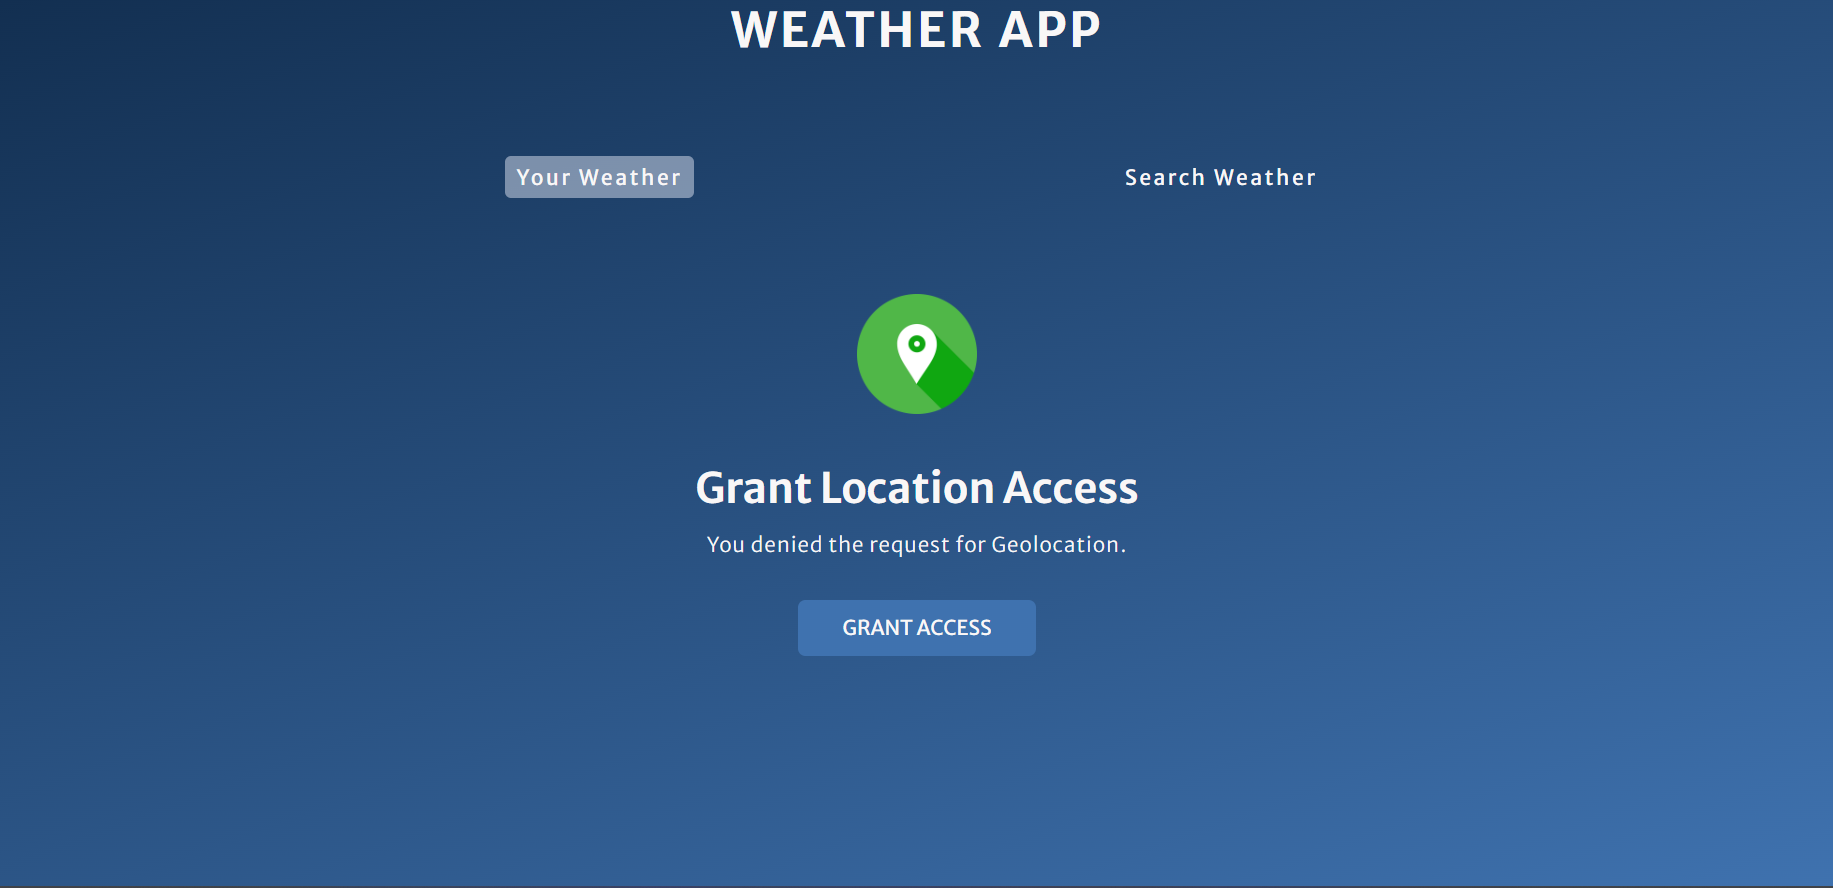 WEATHER APP
Your Weather
Search Weather
Grant Location Access
You denied the request for Geolocation.
GRANT ACCESS